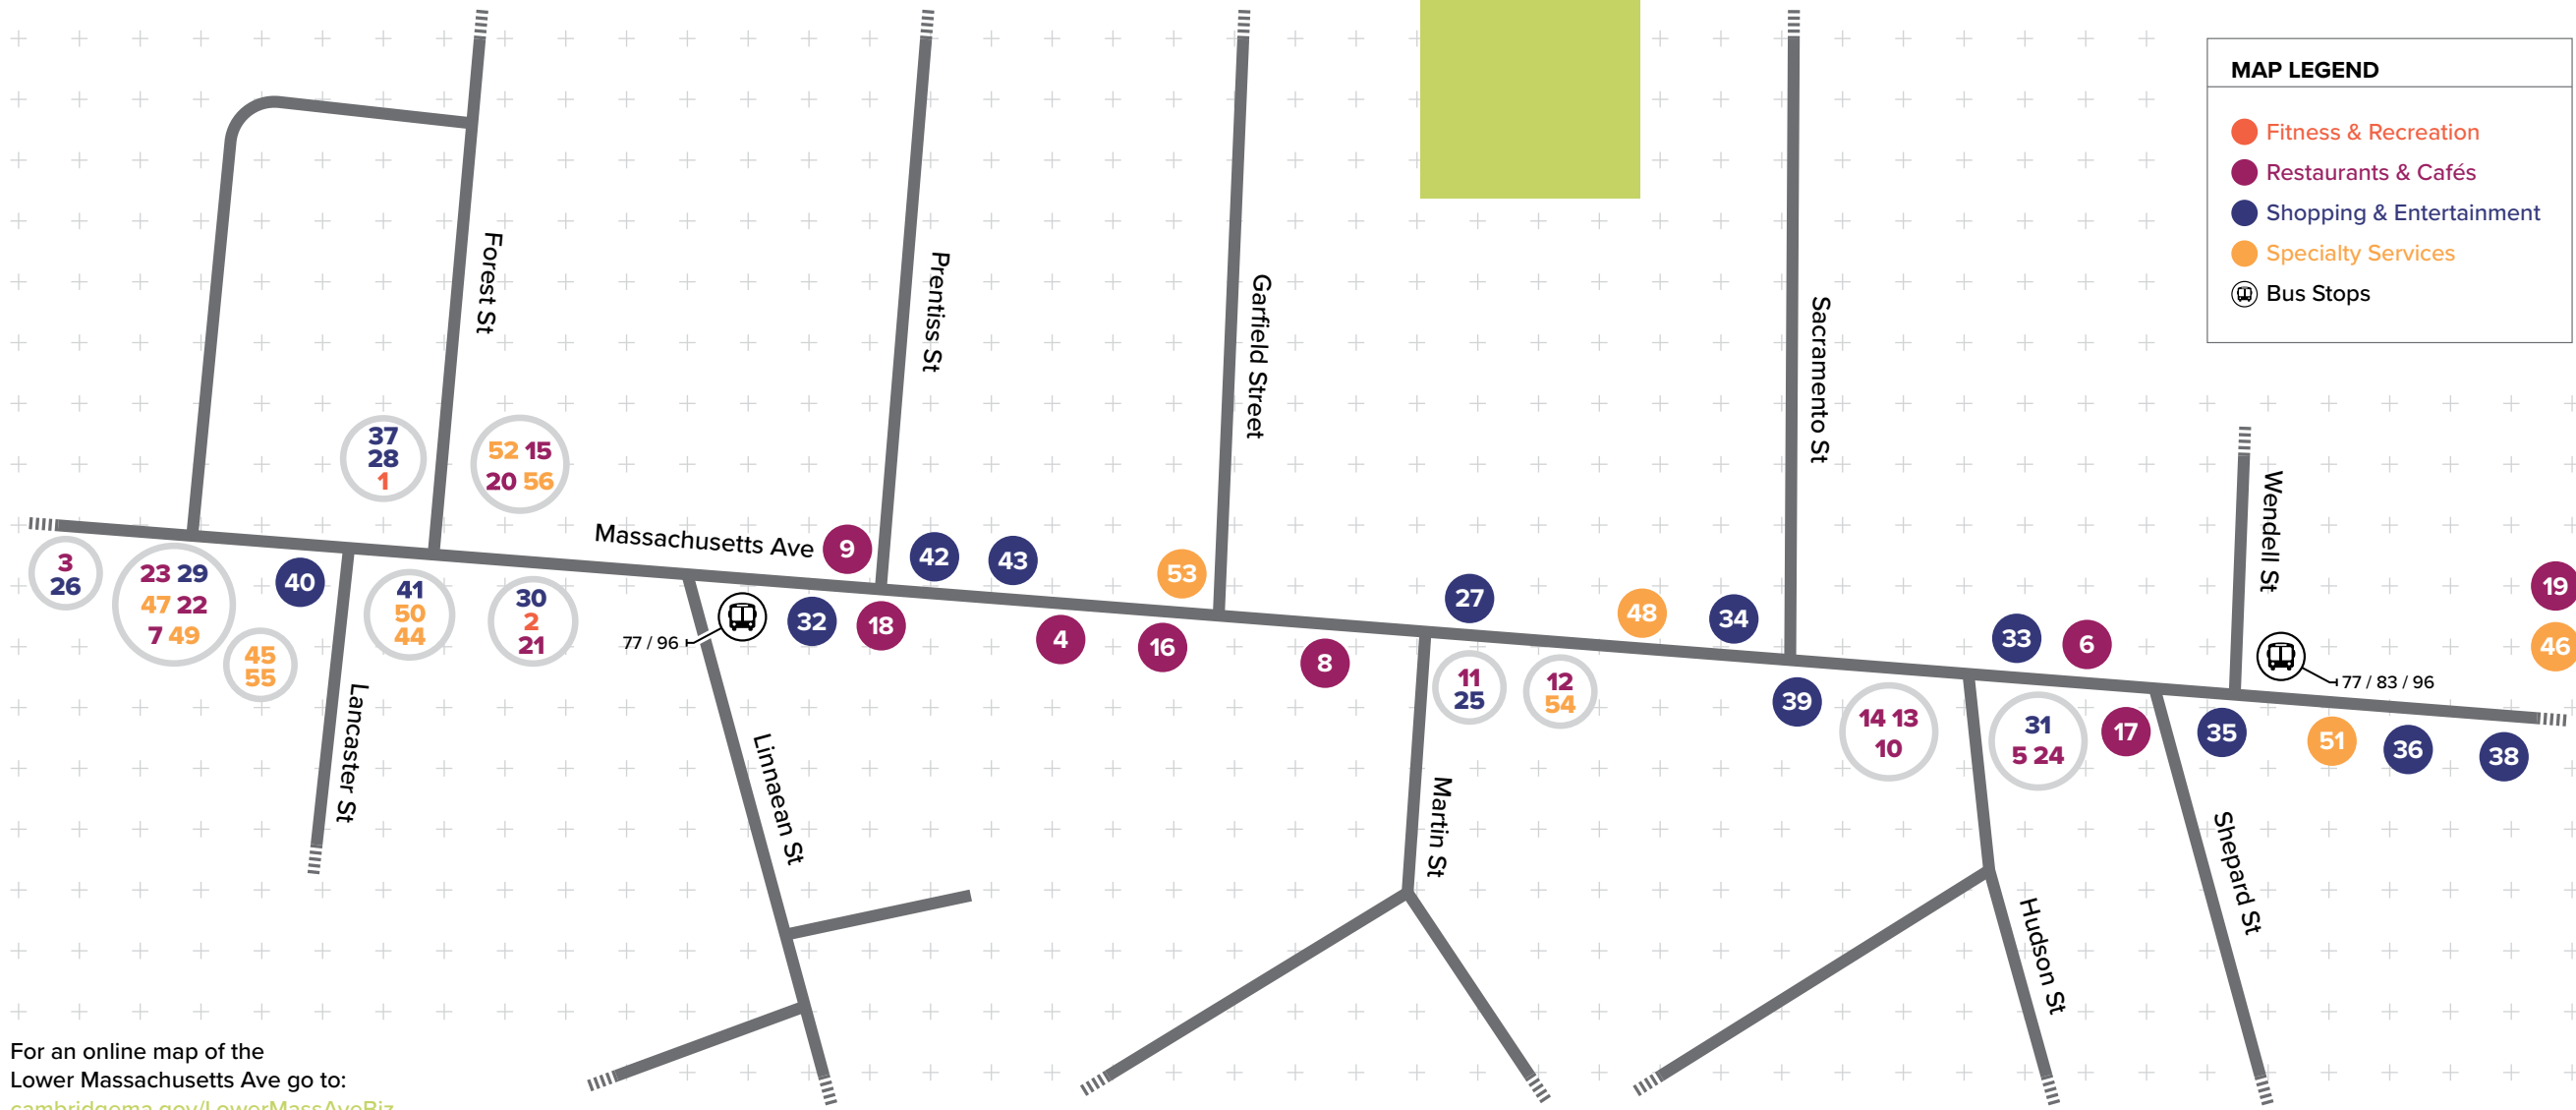 MAP LEGEND
Fitness & Recreation
Restaurants & Cafés
Shopping & Entertainment
Specialty Services
Bus Stops
Forest St
Prentiss St
Garfield Street
Sacramento St
Wendell St
37
28
1
52 15
20 56
Massachusetts Ave
9
42
43
53
27
48
34
33
6
19
46
3
26
23 29
47 22
7 49
45
55
40
41
50
44
30
2
21
77 / 96
32
18
4
16
8
11
25
12
54
39
14 13
10
31
5 24
17
77 / 83 / 96
35
51
36
38
Lancaster St
Linnaean St
Martin St
Hudson St
Shepard St
For an online map of the
Lower Massachusetts Ave go to:
cambridgema.gov/LowerMassAveBiz